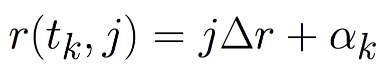 r(t_k, j) = jΔr + α_k